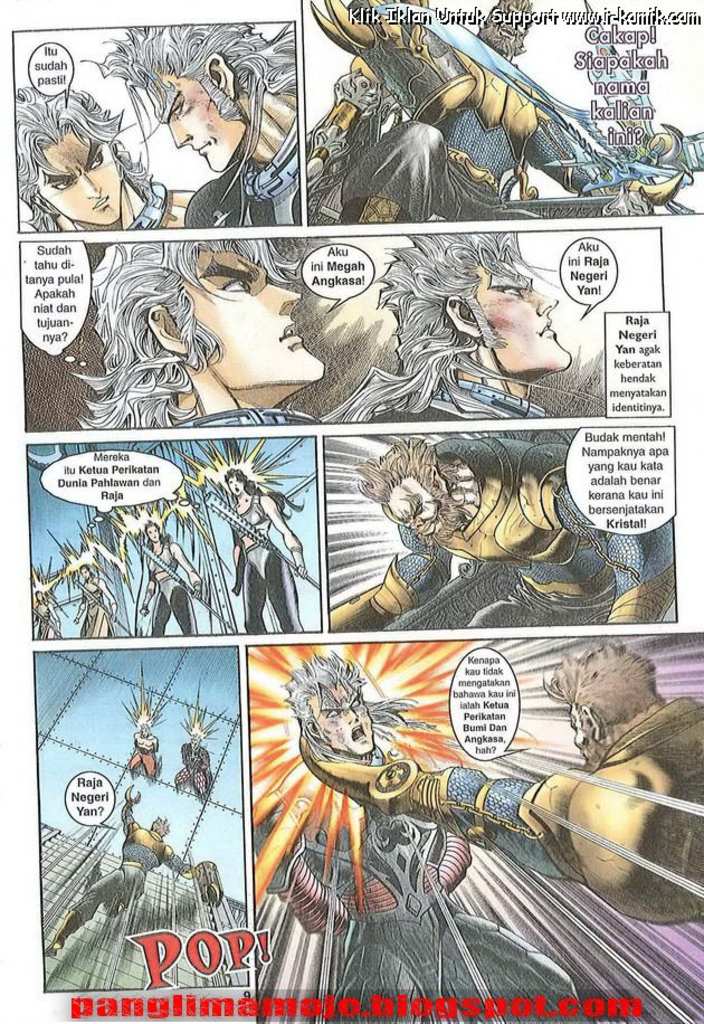 Klik Iklan Untuk Support www.i-komik.com
Itu
sudah
pasti!
Cakap!
Siapakah
nama
kalian
ini?
Sudah
tahu di-
tanya pula!
Apakah
niat dan
tujuan-
nya?
Aku
ini Megah
Angkasa!
Aku
ini Raja
Negeri
Yan!
Raja
Negeri
Yan agak
keberatan
hendak
menyatakan
identitinya.
Mereka
itu Ketua Perikatan
Dunia Pahlawan dan
Raja
Budak mentah!
Nampaknya apa
yang kau kata
adalah benar
kerana kau ini
bersenjatakan
Kristal!
Raja
Negeri
Yan?
Kenapa
kau tidak
mengatakan
bahawa kau ini
ialah Ketua
Perikatan
Bumi Dan
Angkasa,
hah?
POP!
9
panglimamajo.blogspot.com